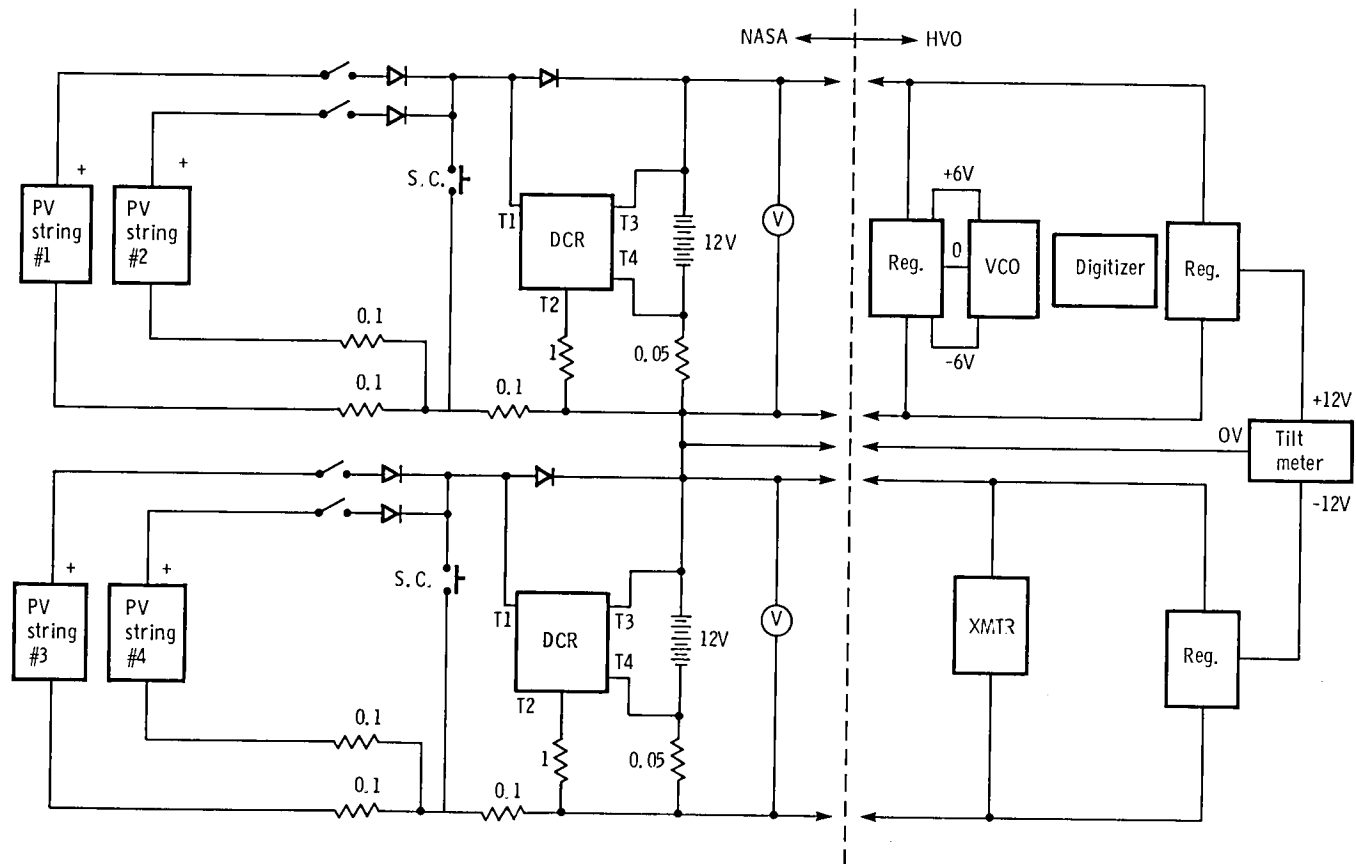 NASA
HVO
+
+
PV
string
#1
PV
string
#2
S.C.
T1
DCR
T3
T4
T2
12V
V
+6V
0
-6V
Reg.
VCO
Digitizer
Reg.
0.1
0.1
0.1
1
0.05
+12V
0V
Tilt
meter
-12V
+
+
PV
string
#3
PV
string
#4
S.C.
T1
DCR
T3
T4
T2
12V
V
XMTR
Reg.
0.1
0.1
0.1
1
0.05